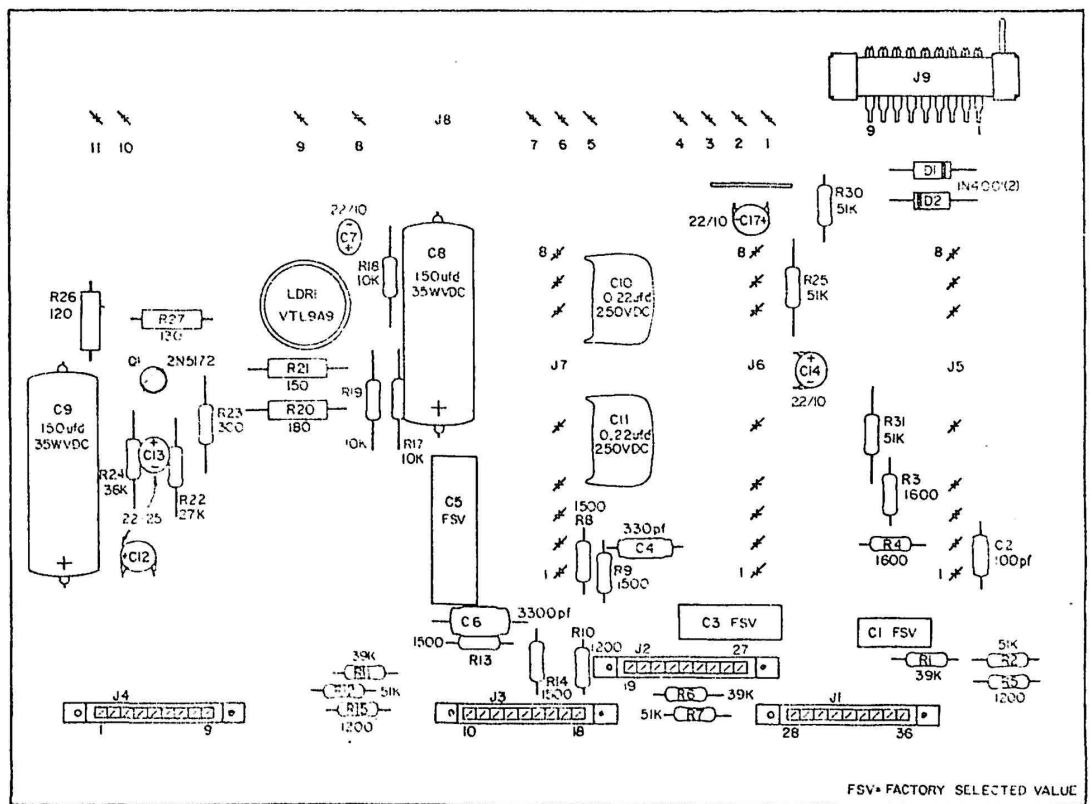 J9
9 1
J8
11 10 9 8 7 6 5 4 3 2 1
D1
1N4001(2)
D2
R30
51K
22/10
C17+
22/10
- C7 +
C8
150ufd
35WVDC
+
R18
10K
8
8
8
C10
0.22ufd
250VDC
R25
51K
R26
120
R27
130
LDR1
VTL9A9
Q1
2N5172
R21
150
J7
J6
+ C14 -
22/10
J5
C9
150ufd
35WVDC
+
R23
300
R20
180
R19
10K
R17
10K
C11
0.22ufd
250VDC
R31
51K
R24
36K
+ C13 -
R22
27K
22-25
+C12
C5
FSV
R3
1600
1500
R8
330pf
C4
R9
1500
R4
1600
C2
100pf
1
1
1
C6
3300pf
1500
R13
R14
1500
R10
1200
C3 FSV
C1 FSV
J2
19 27
39K
R11
R12
51K
R15
1200
R6
39K
51K
R7
R1
39K
51K
R2
R5
1200
J4
1 9
J3
10 18
J1
28 36
FSV= FACTORY SELECTED VALUE